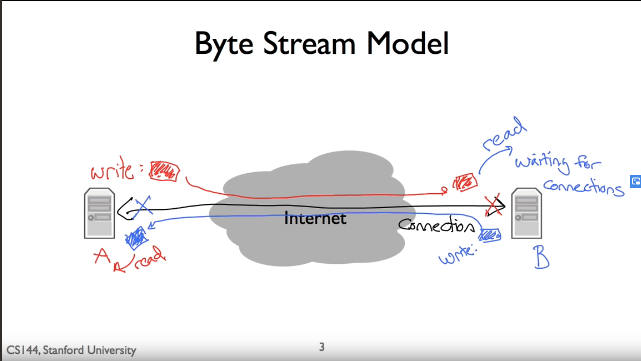 Byte Stream Model
write:
read
waiting for
connections
Internet
Connection
write:
A
read
B
CS144, Stanford University
3